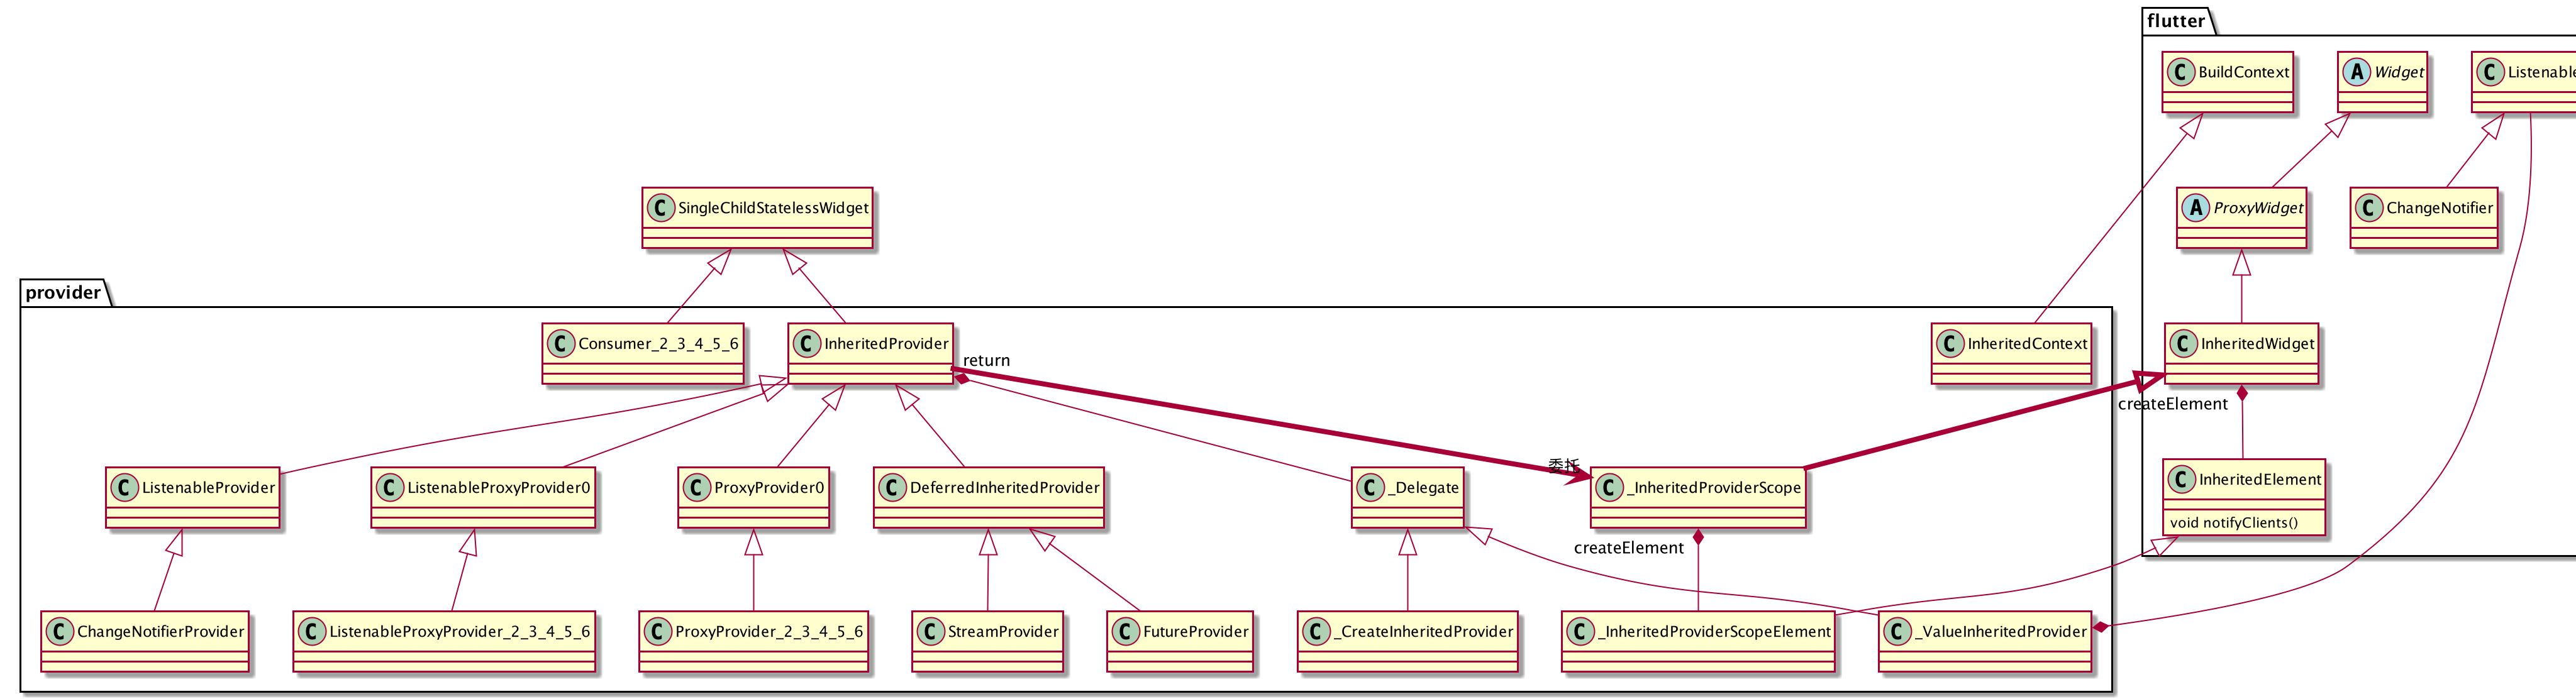 flutter
C BuildContext
A Widget
C Listenable
C SingleChildStatelessWidget
A ProxyWidget
C ChangeNotifier
provider
C Consumer_2_3_4_5_6
C InheritedProvider
return
C InheritedContext
C InheritedWidget
createElement
委托
C ListenableProvider
C ListenableProxyProvider0
C ProxyProvider0
C DeferredInheritedProvider
C _Delegate
C _InheritedProviderScope
C InheritedElement
void notifyClients()
createElement
C ChangeNotifierProvider
C ListenableProxyProvider_2_3_4_5_6
C ProxyProvider_2_3_4_5_6
C StreamProvider
C FutureProvider
C _CreateInheritedProvider
C _InheritedProviderScopeElement
C _ValueInheritedProvider